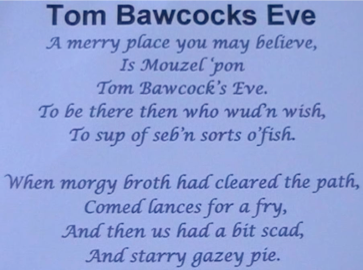 Tom Bawcocks Eve
A merry place you may believe,
Is Mouzel 'pon
Tom Bawcock's Eve.
To be there then who wud'n wish,
To sup of seb'n sorts o'fish.
When morgy broth had cleared the path,
Comed lances for a fry,
And then us had a bit scad,
And starry gazey pie.